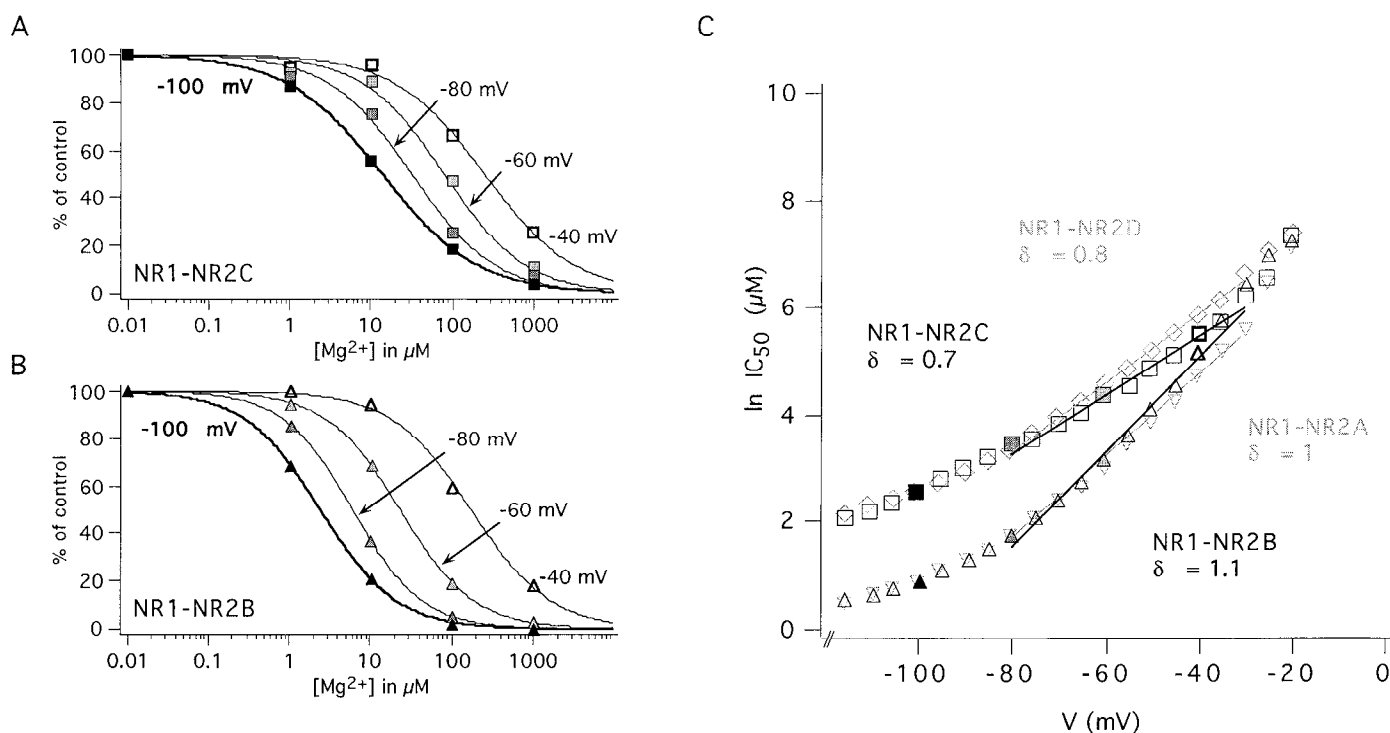 A
100
80
60
40
20
0
% of control
-100 mV
-80 mV
-60 mV
-40 mV
NR1-NR2C
0.01 0.1 1 10 100 1000
[Mg2+] in µM
B
100
80
60
40
20
0
% of control
-100 mV
-80 mV
-60 mV
-40 mV
NR1-NR2B
0.01 0.1 1 10 100 1000
[Mg2+] in µM
C
10
8
6
4
2
0
ln IC50 (µM)
NR1-NR2D
δ = 0.8
NR1-NR2C
δ = 0.7
NR1-NR2A
δ = 1
NR1-NR2B
δ = 1.1
-100 -80 -60 -40 -20 0
V (mV)